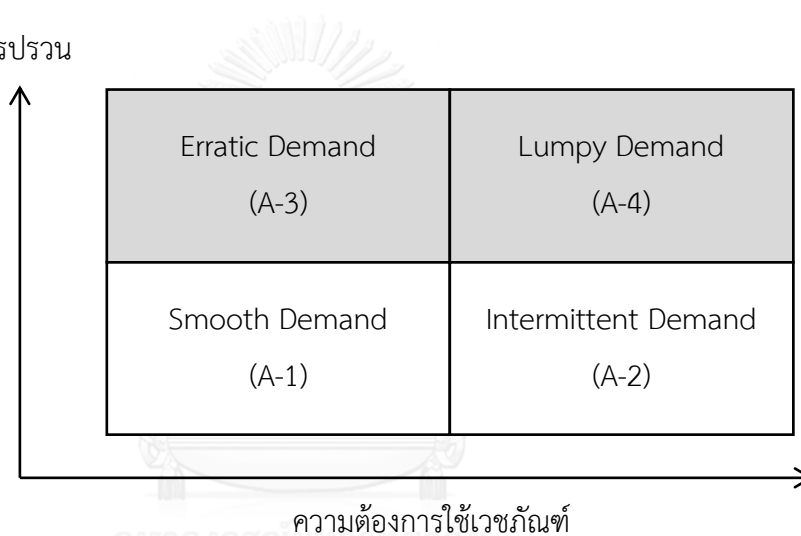 รปรวน
Erratic Demand
(A-3)
Lumpy Demand
(A-4)
Smooth Demand
(A-1)
Intermittent Demand
(A-2)
ความต้องการใช้เวชภัณฑ์